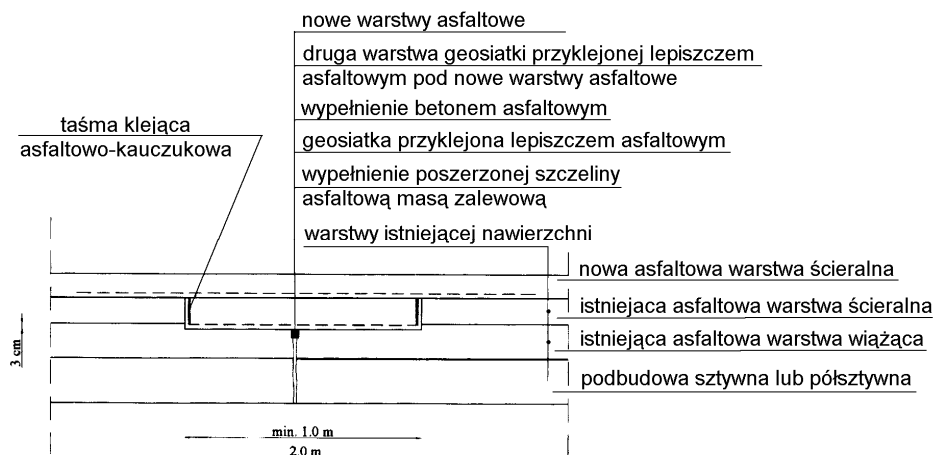 nowe warstwy asfaltowe
druga warstwa geosiatki przyklejonej lepiszczem
asfaltowym pod nowe warstwy asfaltowe
wypełnienie betonem asfaltowym
taśma klejąca
asfaltowo-kauczukowa
geosiatka przyklejona lepiszczem asfaltowym
wypełnienie poszerzonej szczeliny
asfaltową masą zalewową
warstwy istniejącej nawierzchni
nowa asfaltowa warstwa ścieralna
istniejaca asfaltowa warstwa ścieralna
istniejąca asfaltowa warstwa wiążąca
3 cm
podbudowa sztywna lub półsztywna
min. 1.0 m
2.0 m